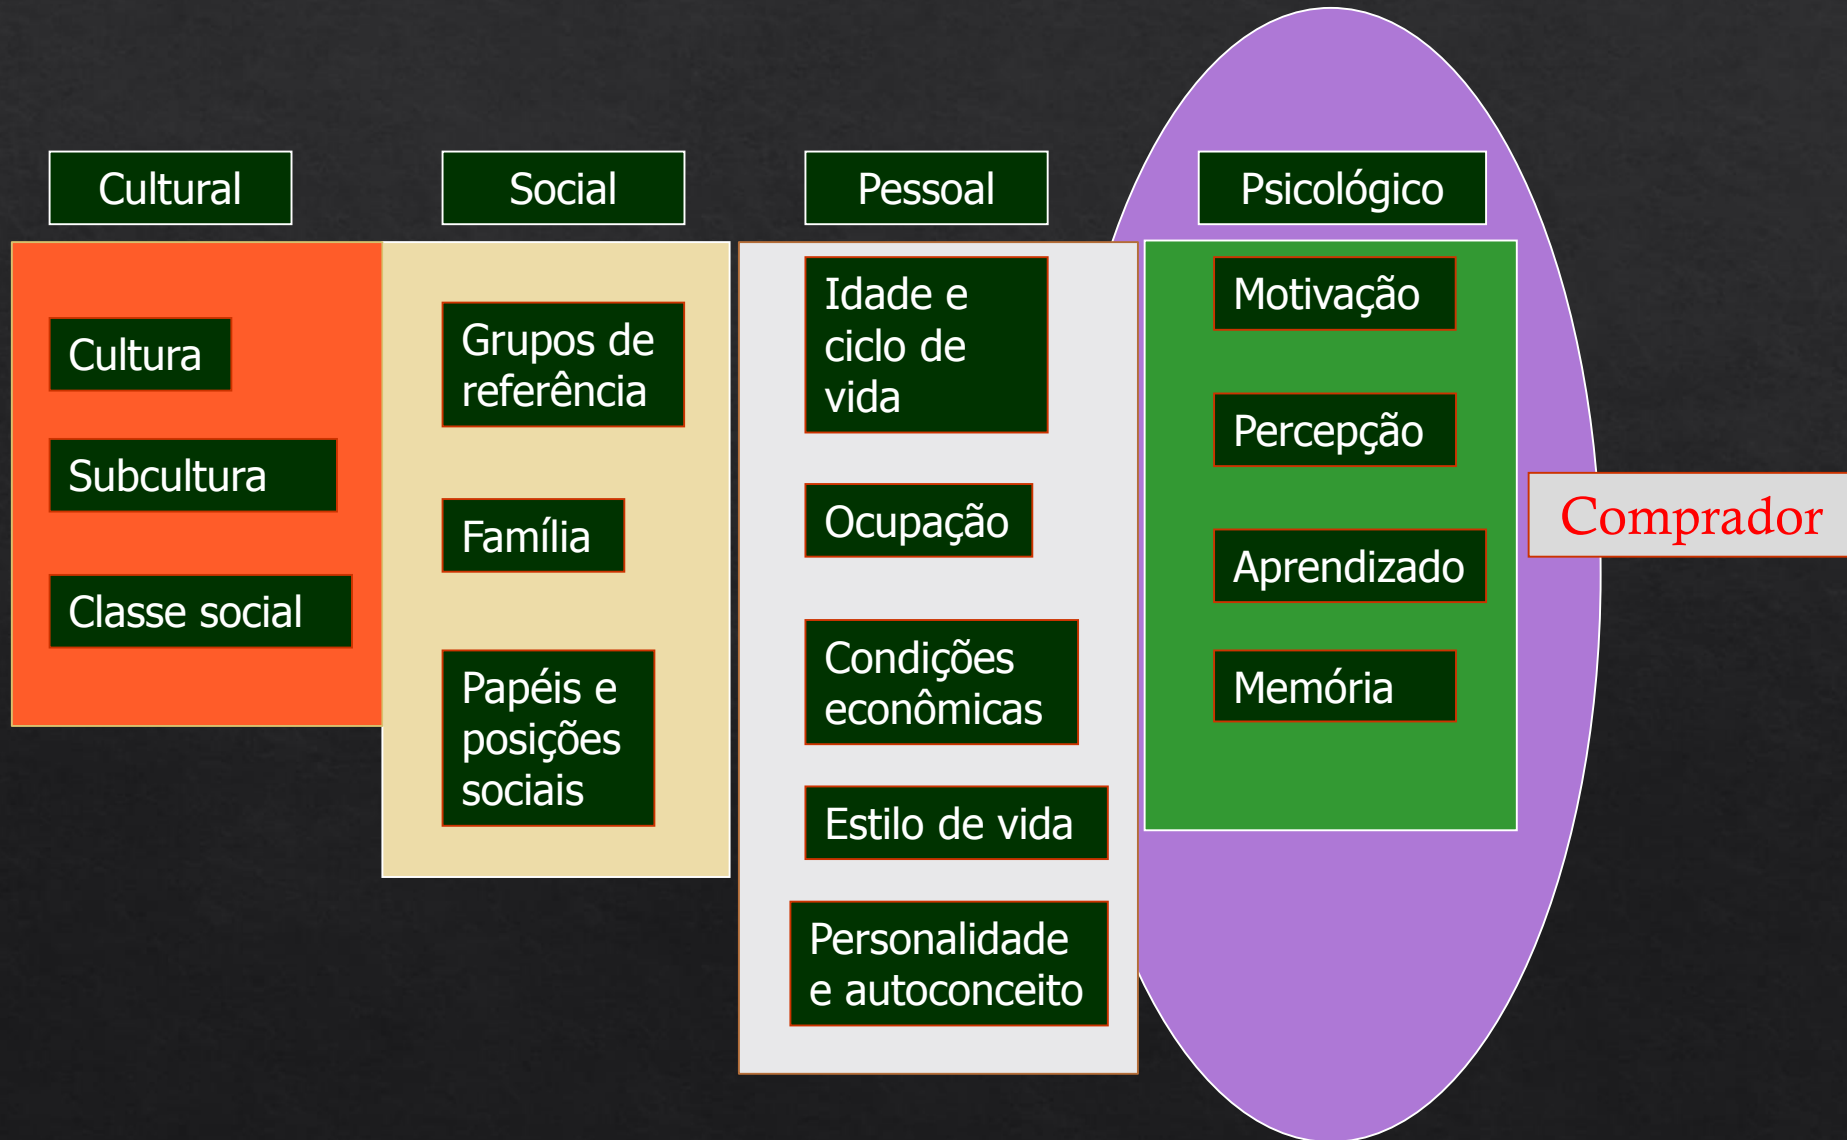 Cultural
Social
Pessoal
Psicológico
Cultura
Subcultura
Classe social
Grupos de
referência
Família
Papéis e
posições
sociais
Idade e
ciclo de
vida
Ocupação
Condições
econômicas
Estilo de vida
Personalidade
e autoconceito
Motivação
Percepção
Aprendizado
Memória
Comprador